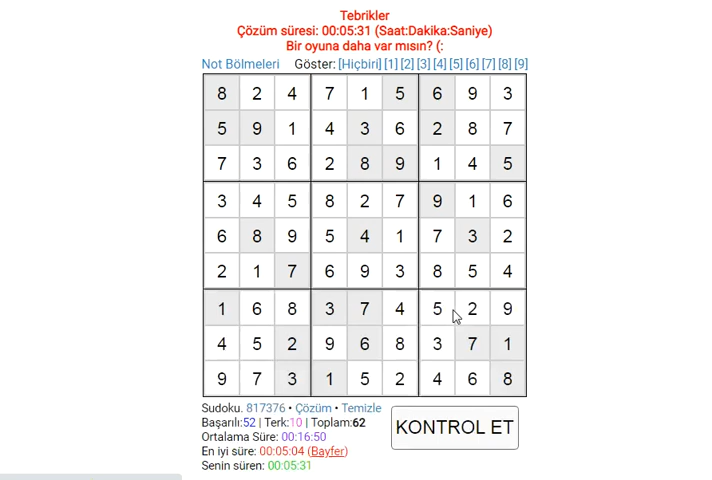 Tebrikler
Çözüm süresi: 00:05:31 (Saat:Dakika:Saniye)
Bir oyuna daha var mısın? (:
Not Bölmeleri Göster: [Hiçbiri] [1] [2] [3] [4] [5] [6] [7] [8] [9]
8 2 4 7 1 5 6 9 3
5 9 1 4 3 6 2 8 7
7 3 6 2 8 9 1 4 5
3 4 5 8 2 7 9 1 6
6 8 9 5 4 1 7 3 2
2 1 7 6 9 3 8 5 4
1 6 8 3 7 4 5 2 9
4 5 2 9 6 8 3 7 1
9 7 3 1 5 2 4 6 8
Sudoku. 817376 • Çözüm • Temizle
Başarılı:52 | Terk:10 | Toplam:62
Ortalama Süre: 00:16:50
En iyi süre: 00:05:04 (Bayfer)
Senin süren: 00:05:31
KONTROL ET